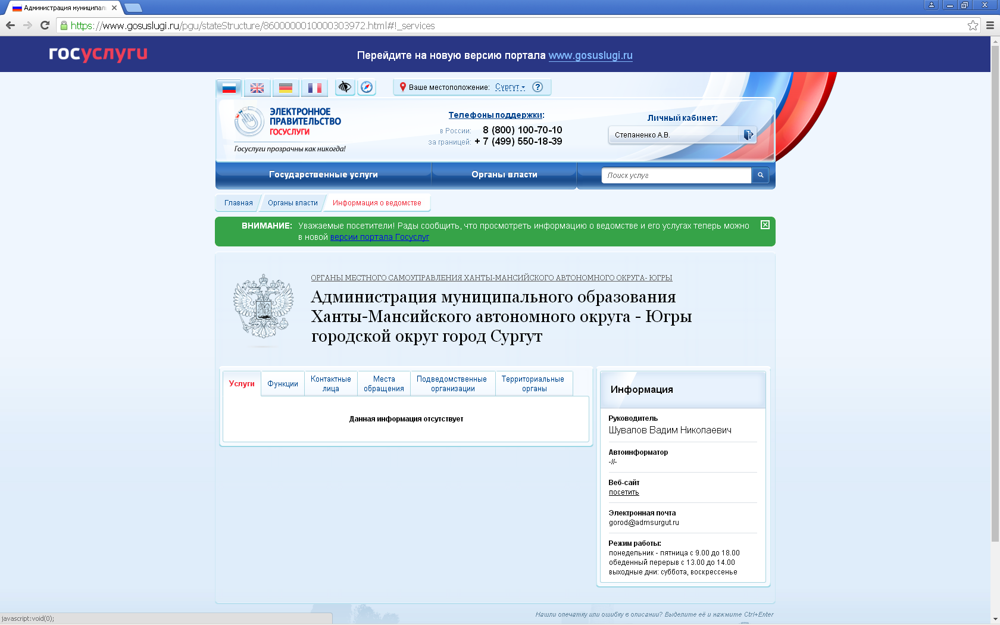 Администрация муниципаль
https://www.gosuslugi.ru/pgu/stateStructure/8600000010000303972.html#!_services
госуслуги
Перейдите на новую версию портала www.gosuslugi.ru
Ваше местоположение: Сургут ?
ЭЛЕКТРОННОЕ
ПРАВИТЕЛЬСТВО
ГОСУСЛУГИ
Госуслуги прозрачны как никогда!
Телефоны поддержки:
в России: 8 (800) 100-70-10
за границей: + 7 (499) 550-18-39
Личный кабинет:
Степаненко А.В.
Государственные услуги
Органы власти
Поиск услуг
Главная
Органы власти
Информация о ведомстве
ВНИМАНИЕ: Уважаемые посетители! Рады сообщить, что просмотреть информацию о ведомстве и его услугах теперь можно
в новой версии портала Госуслуг
ОРГАНЫ МЕСТНОГО САМОУПРАВЛЕНИЯ ХАНТЫ-МАНСИЙСКОГО АВТОНОМНОГО ОКРУГА- ЮГРЫ
Администрация муниципального образования
Ханты-Мансийского автономного округа - Югры
городской округ город Сургут
Услуги
Функции
Контактные
лица
Места
обращения
Подведомственные
организации
Территориальные
органы
Данная информация отсутствует
Информация
Руководитель
Шувалов Вадим Николаевич
Автоинформатор
-//-
Веб-сайт
посетить
Электронная почта
gorod@admsurgut.ru
Режим работы:
понедельник - пятница с 9.00 до 18.00
обеденный перерыв с 13.00 до 14.00
выходные дни: суббота, воскрессенье
Нашли опечатку или ошибку в описании? Выделите её и нажмите Ctrl+Enter
javascript:void(0);